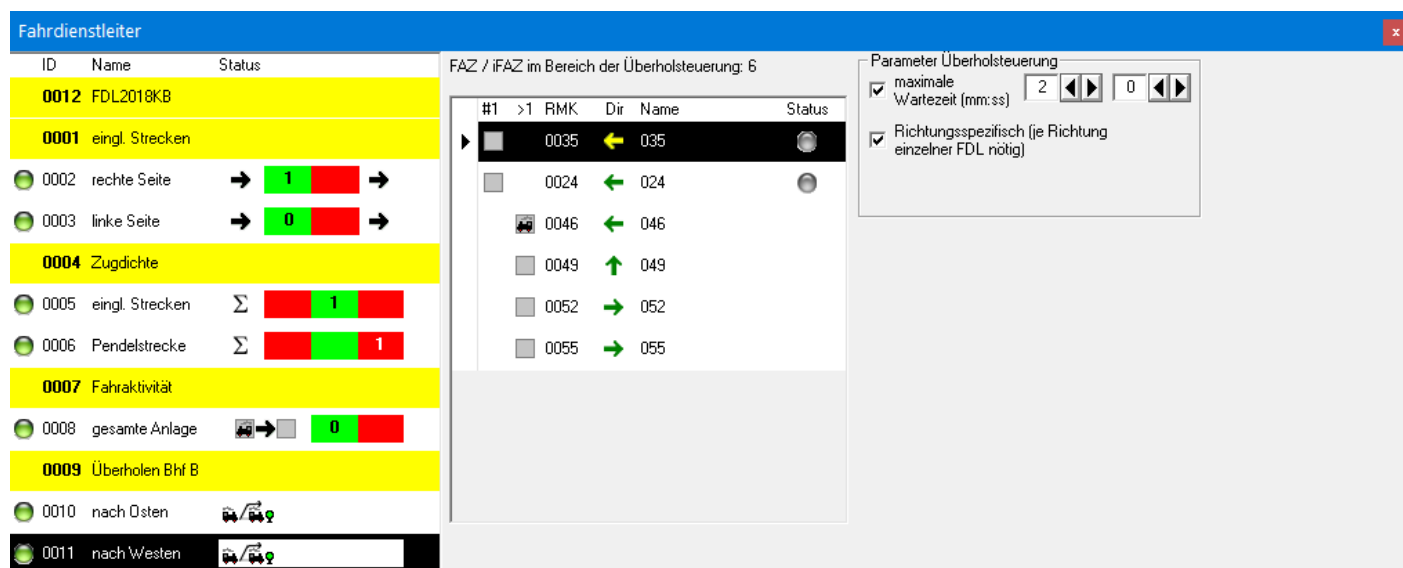 Fahrdienstleiter
x
ID Name Status
0012 FDL2018KB
0001 eingl. Strecken
0002 rechte Seite 1
0003 linke Seite 0
0004 Zugdichte
0005 eingl. Strecken Σ 1
0006 Pendelstrecke Σ 1
0007 Fahraktivität
0008 gesamte Anlage 0
0009 Überholen Bhf B
0010 nach Osten
0011 nach Westen
FAZ / iFAZ im Bereich der Überholsteuerung: 6
#1 >1 RMK Dir Name Status
0035 035
0024 024
0046 046
0049 049
0052 052
0055 055
Parameter Überholsteuerung
maximale
Wartezeit (mm:ss) 2 0
Richtungsspezifisch (je Richtung
einzelner FDL nötig)